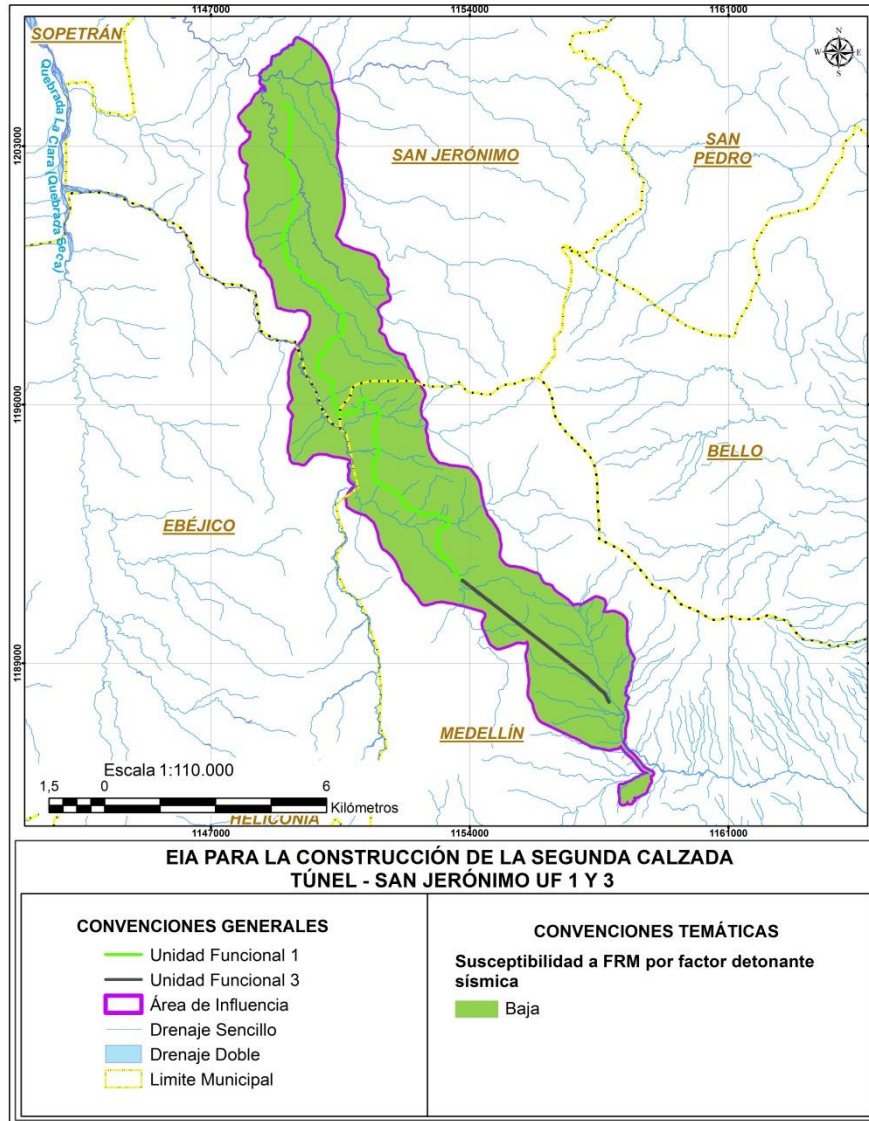 1147000
1154000
1161000
SOPETRÁN
N
W
E
S
Quebrada La Clara (Quebrada Seca)
1203000
1203000
SAN JERÓNIMO
SAN
PEDRO
1196000
1196000
BELLO
EBÉJICO
1189000
1189000
MEDELLÍN
Escala 1:110.000
1,5
0
6
Kilómetros
HELICONIA
1147000
1154000
1161000
EIA PARA LA CONSTRUCCIÓN DE LA SEGUNDA CALZADA
TÚNEL - SAN JERÓNIMO UF 1 Y 3
CONVENCIONES GENERALES
Unidad Funcional 1
Unidad Funcional 3
Área de Influencia
Drenaje Sencillo
Drenaje Doble
Limite Municipal
CONVENCIONES TEMÁTICAS
Susceptibilidad a FRM por factor detonante
sísmica
Baja